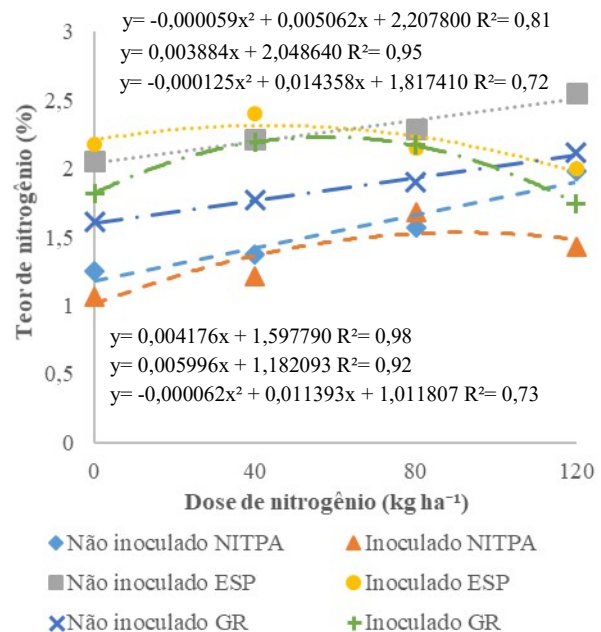 y= -0,000059x² + 0,005062x + 2,207800 R²= 0,81
y= 0,003884x + 2,048640 R²= 0,95
y= -0,000125x² + 0,014358x + 1,817410 R²= 0,72
3
2,5
2
1,5
1
0,5
0
Teor de nitrogênio (%)
y= 0,004176x + 1,597790 R²= 0,98
y= 0,005996x + 1,182093 R²= 0,92
y= -0,000062x² + 0,011393x + 1,011807 R²= 0,73
0 40 80 120
Dose de nitrogênio (kg ha⁻¹)
Não inoculado NITPA Inoculado NITPA
Não inoculado ESP Inoculado ESP
Não inoculado GR Inoculado GR